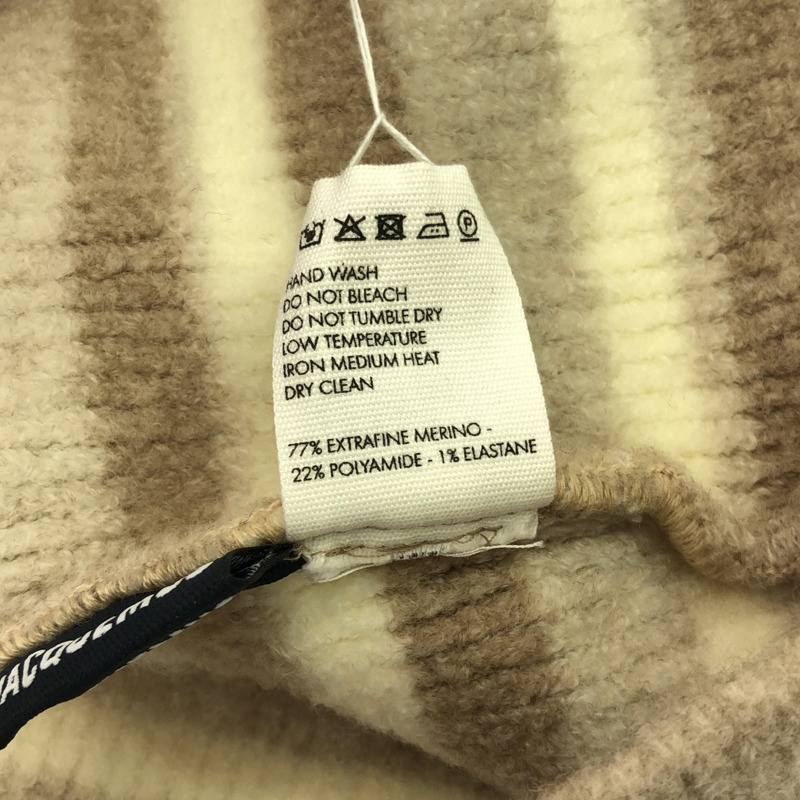 P
HAND WASH
DO NOT BLEACH
DO NOT TUMBLE DRY
LOW TEMPERATURE
IRON MEDIUM HEAT
DRY CLEAN
77% EXTRAFINE MERINO -
22% POLYAMIDE - 1% ELASTANE